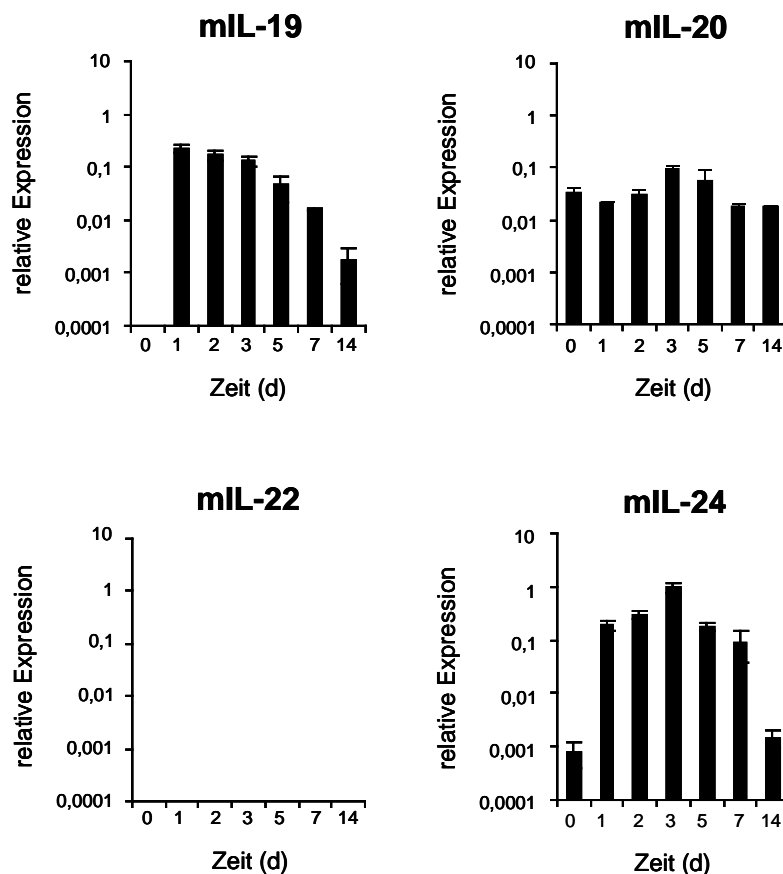 mIL-19
relative Expression
10
1
0,1
0,01
0,001
0,0001
0 1 2 3 5 7 14
Zeit (d)
mIL-20
relative Expression
10
1
0,1
0,01
0,001
0,0001
0 1 2 3 5 7 14
Zeit (d)
mIL-22
relative Expression
10
1
0,1
0,01
0,001
0,0001
0 1 2 3 5 7 14
Zeit (d)
mIL-24
relative Expression
10
1
0,1
0,01
0,001
0,0001
0 1 2 3 5 7 14
Zeit (d)